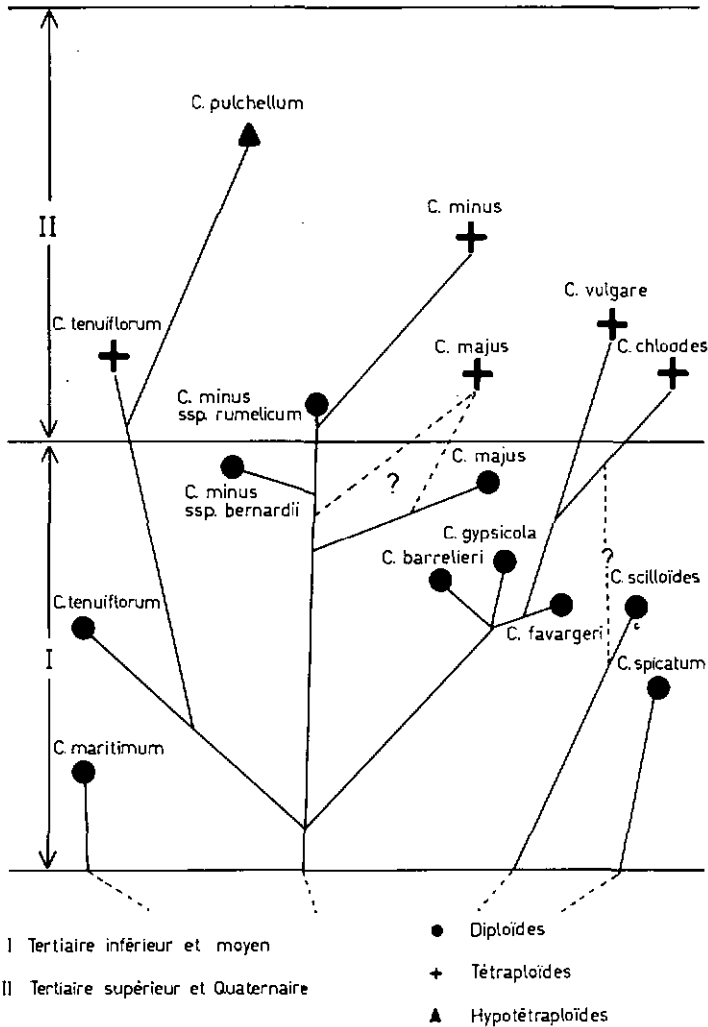 C. pulchellum
C. minus
II
C. vulgare
C. tenuiflorum
C. majus
C. chloodes
C. minus
ssp. rumelicum
C. majus
?
C. minus
ssp. bernardii
C. gypsicola
C. barrelieri
?
C. scilloïdes
C. tenuiflorum
C. favargeri
I
C. spicatum
C. maritimum
I Tertiaire inférieur et moyen
II Tertiaire supérieur et Quaternaire
Diploïdes
Tétraploïdes
Hypotétraploïdes